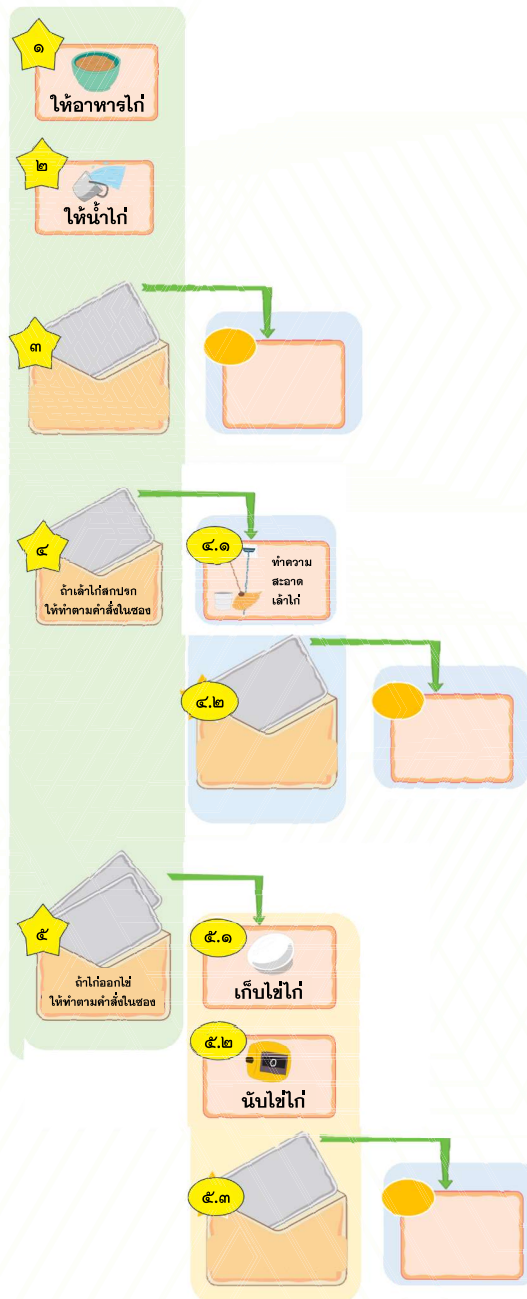 ๑
ให้อาหารไก่
๒
ให้น้ำไก่
๓
๔
ถ้าเล้าไก่สกปรก
ให้ทำตามคำสั่งในซอง
๔.๑
ทำความ
สะอาด
เล้าไก่
๔.๒
๕
ถ้าไก่ออกไข่
ให้ทำตามคำสั่งในซอง
๕.๑
เก็บไข่ไก่
๕.๒
นับไข่ไก่
๕.๓